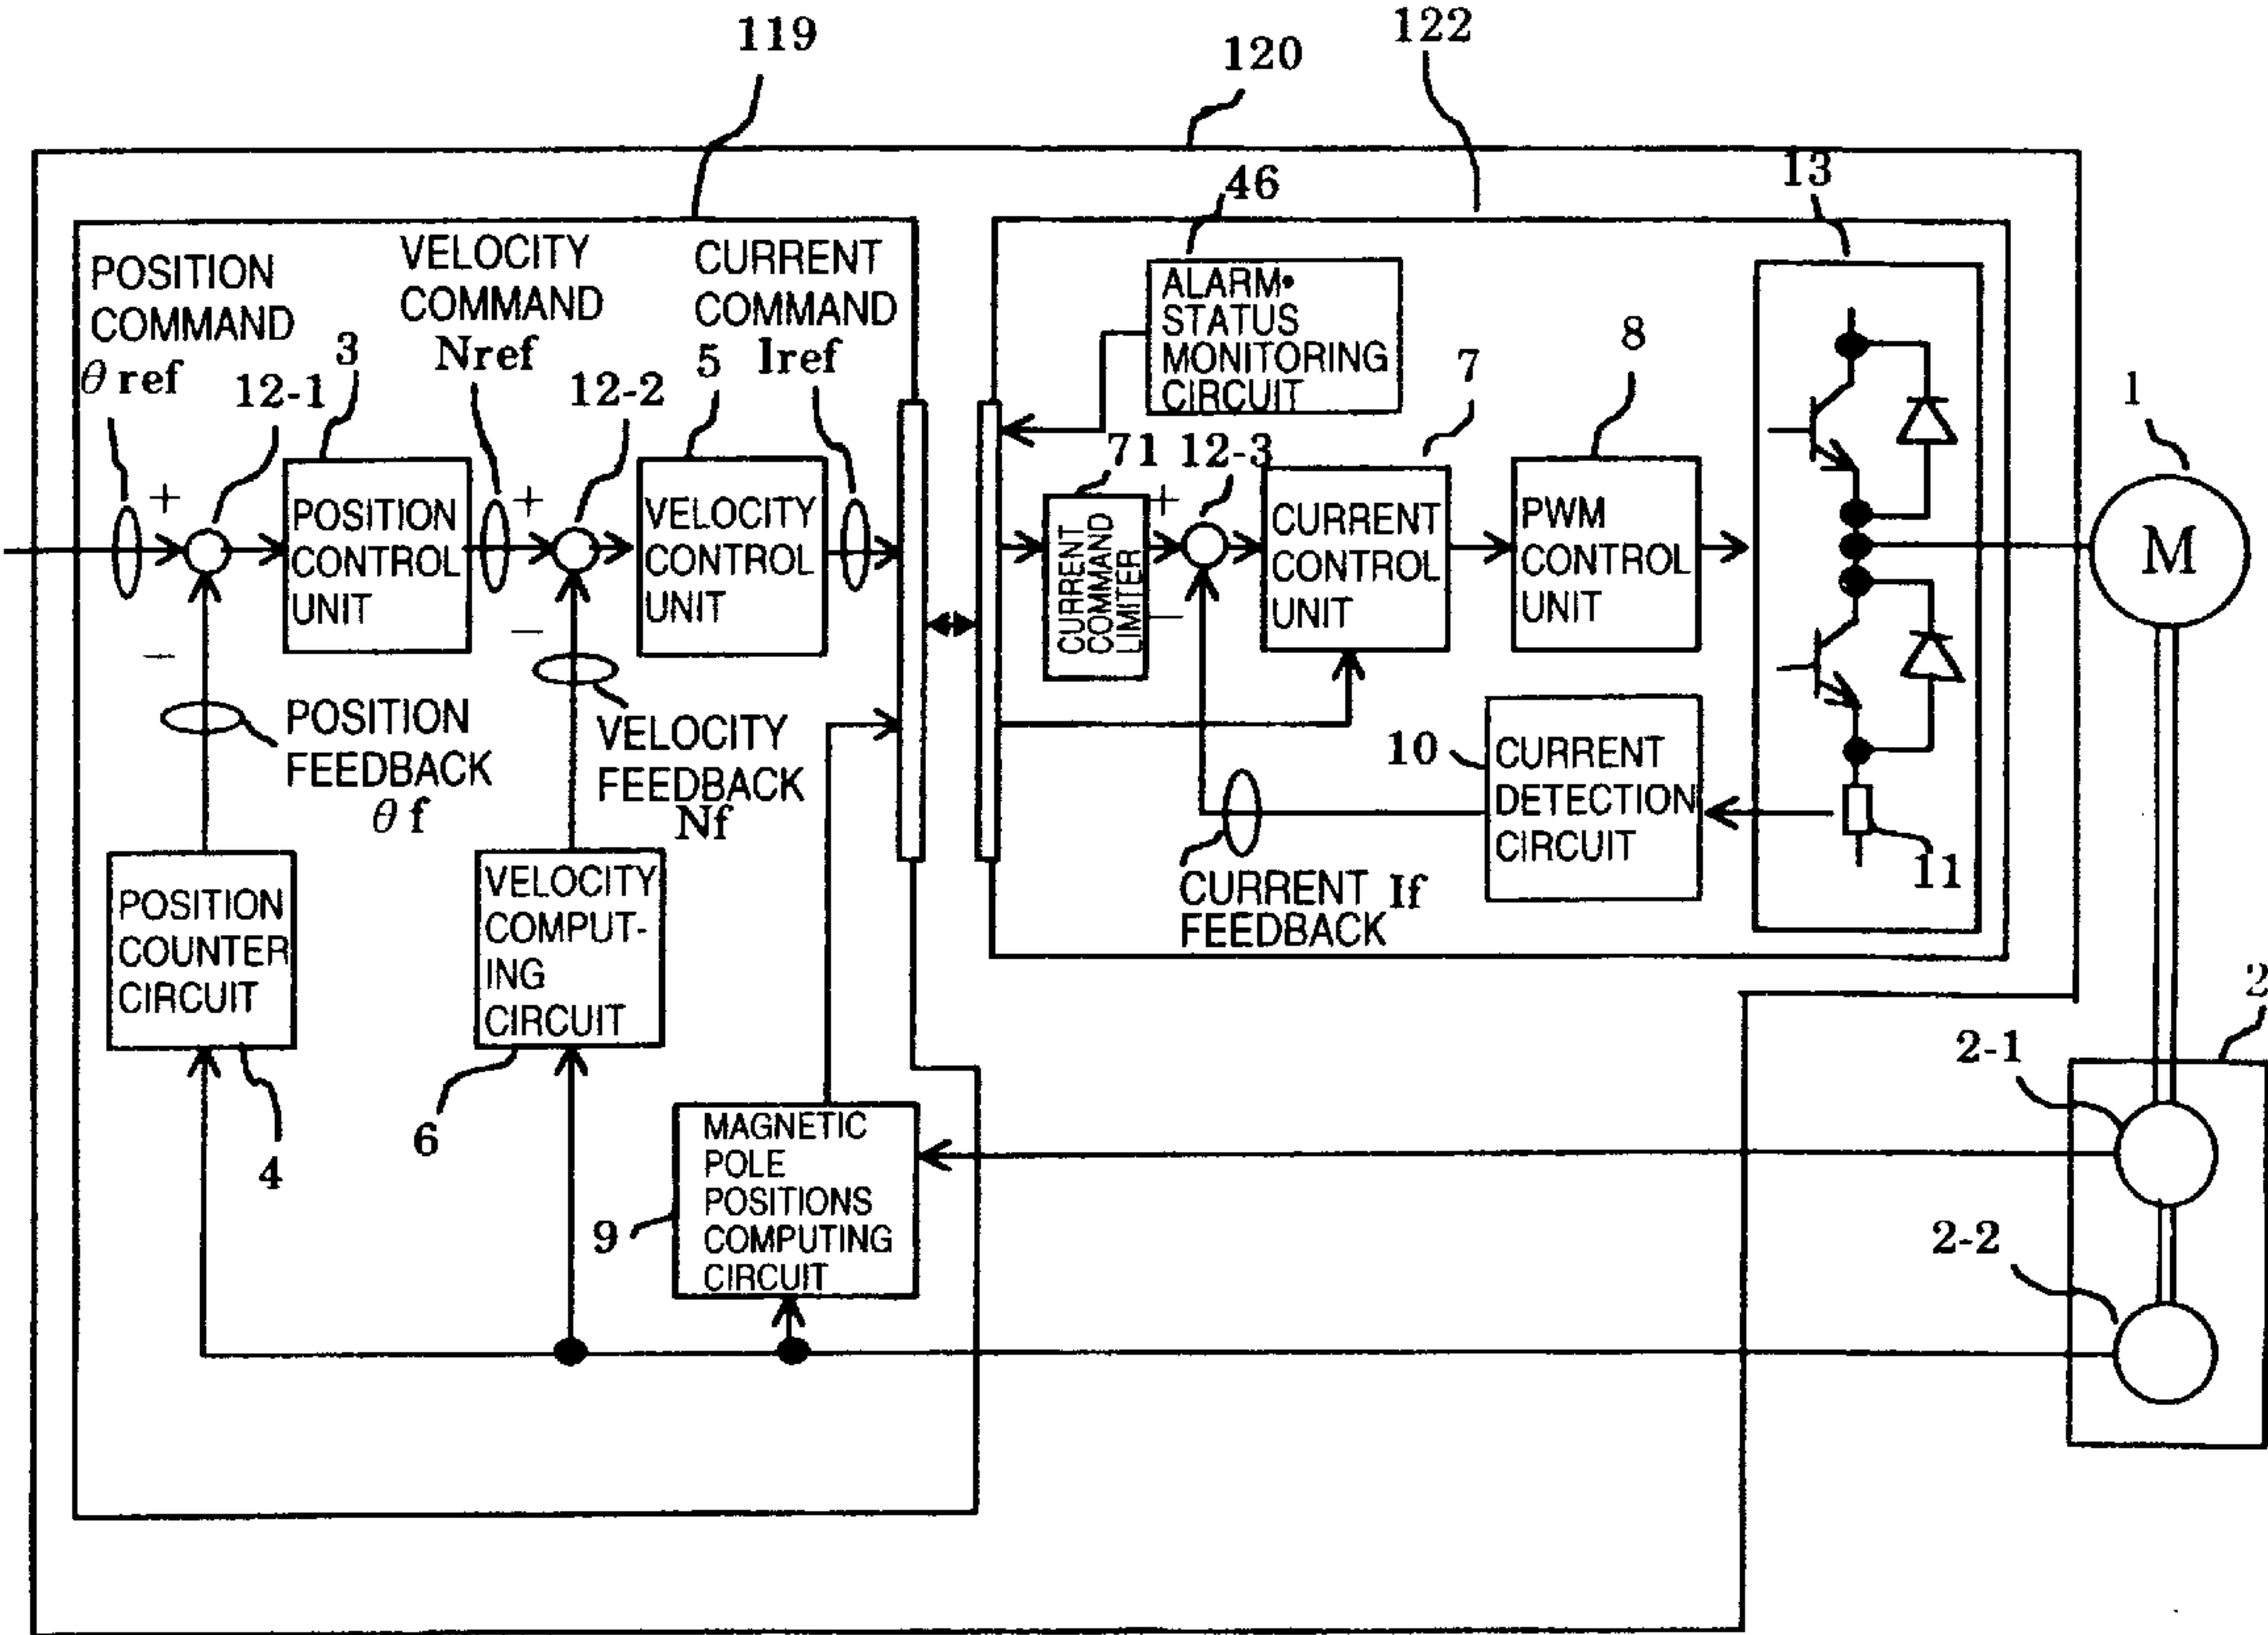 119
120
122
46
13
POSITION
COMMAND
θ ref
VELOCITY
COMMAND
Nref
CURRENT
COMMAND
Iref
ALARM•
STATUS
MONITORING
CIRCUIT
12-1
3
12-2
5
71
12-3
7
8
1
+
POSITION
CONTROL
UNIT
+
VELOCITY
CONTROL
UNIT
CURRENT
COMMAND
LIMITER
+
CURRENT
CONTROL
UNIT
PWM
CONTROL
UNIT
M
−
−
−
POSITION
FEEDBACK
θ f
VELOCITY
FEEDBACK
Nf
10
CURRENT
DETECTION
CIRCUIT
11
CURRENT
FEEDBACK
If
POSITION
COUNTER
CIRCUIT
4
VELOCITY
COMPUT-
ING
CIRCUIT
6
MAGNETIC
POLE
POSITIONS
COMPUTING
CIRCUIT
9
2
2-1
2-2